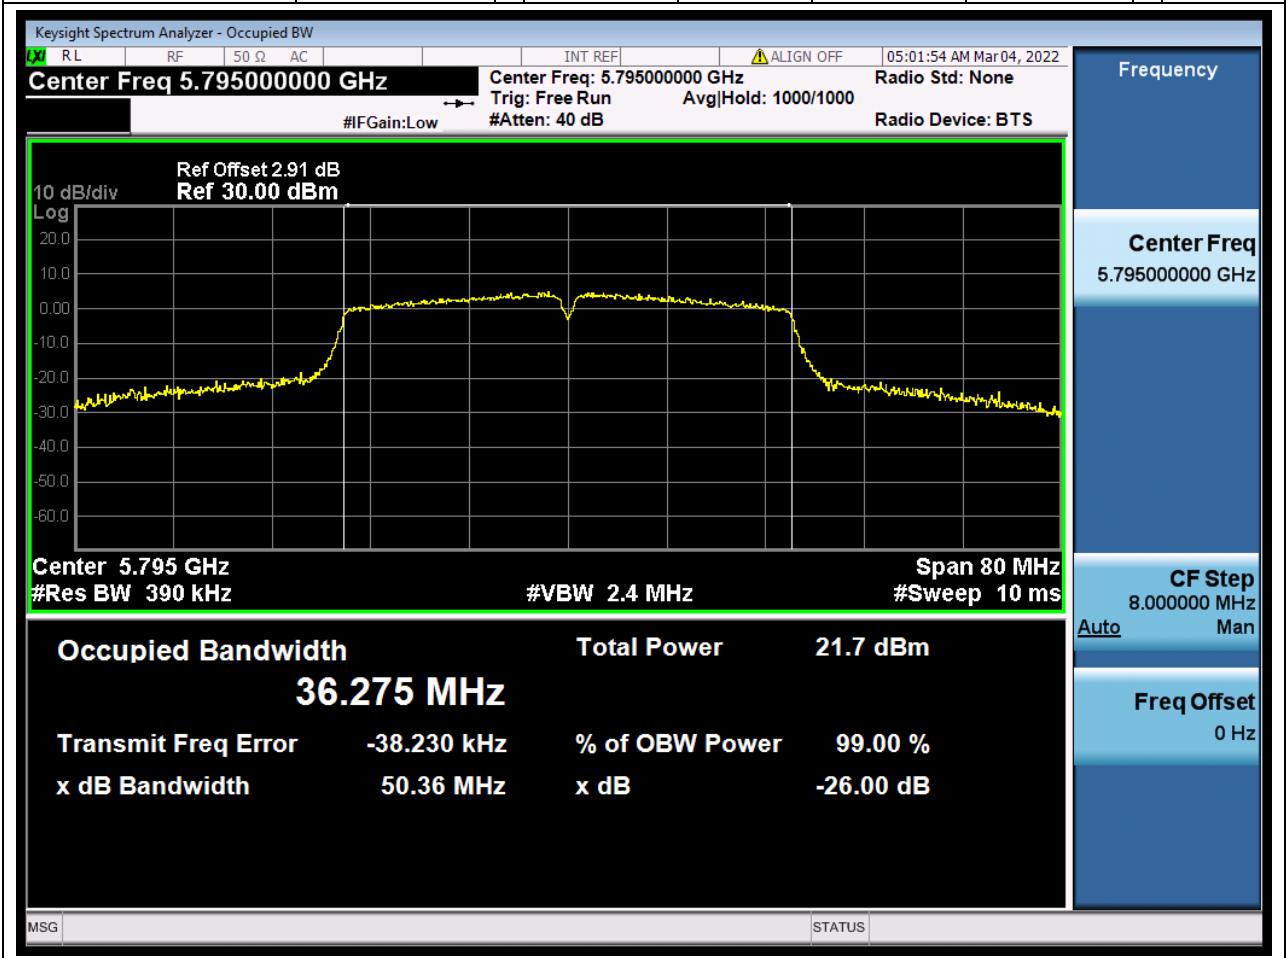 Keysight Spectrum Analyzer - Occupied BW
LXI RL RF 50 Ω AC INT REF ALIGN OFF 05:01:54 AM Mar 04, 2022
Center Freq 5.795000000 GHz
Center Freq: 5.795000000 GHz
Radio Std: None
Trig: Free Run Avg|Hold: 1000/1000
#IFGain:Low
#Atten: 40 dB
Radio Device: BTS
Ref Offset 2.91 dB
10 dB/div Ref 30.00 dBm
Log
20.0
10.0
0.00
-10.0
-20.0
-30.0
-40.0
-50.0
-60.0
Center 5.795 GHz Span 80 MHz
#Res BW 390 kHz #VBW 2.4 MHz #Sweep 10 ms
Occupied Bandwidth Total Power 21.7 dBm
36.275 MHz
Transmit Freq Error -38.230 kHz % of OBW Power 99.00 %
x dB Bandwidth 50.36 MHz x dB -26.00 dB
MSG STATUS
Frequency
Center Freq
5.795000000 GHz
CF Step
8.000000 MHz
Auto Man
Freq Offset
0 Hz